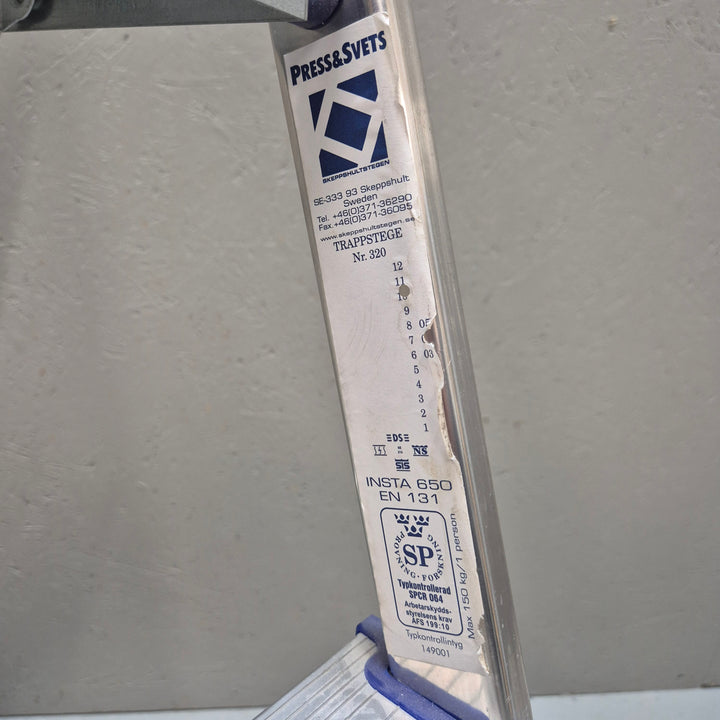 PRESS&SVETS
SKEPPSHULTSTEGEN
SE-333 93 Skeppshult
Sweden
Tel. +46(0)371-36290
Fax.+46(0)371-36095
www.skeppshultstegen.se
TRAPPSTEGE
Nr. 320
12
11
9
8 05
7
6 03
5
4
3
2
1
DS
NS
SIS
INSTA 650
EN 131
SP
PROVNING · FORSKNING
Typkontrollerad
SPCR 064
Arbetarskydds-
styrelsens krav
AFS 199:10
Max 150 kg/1 person
Typkontrollintyg
149001